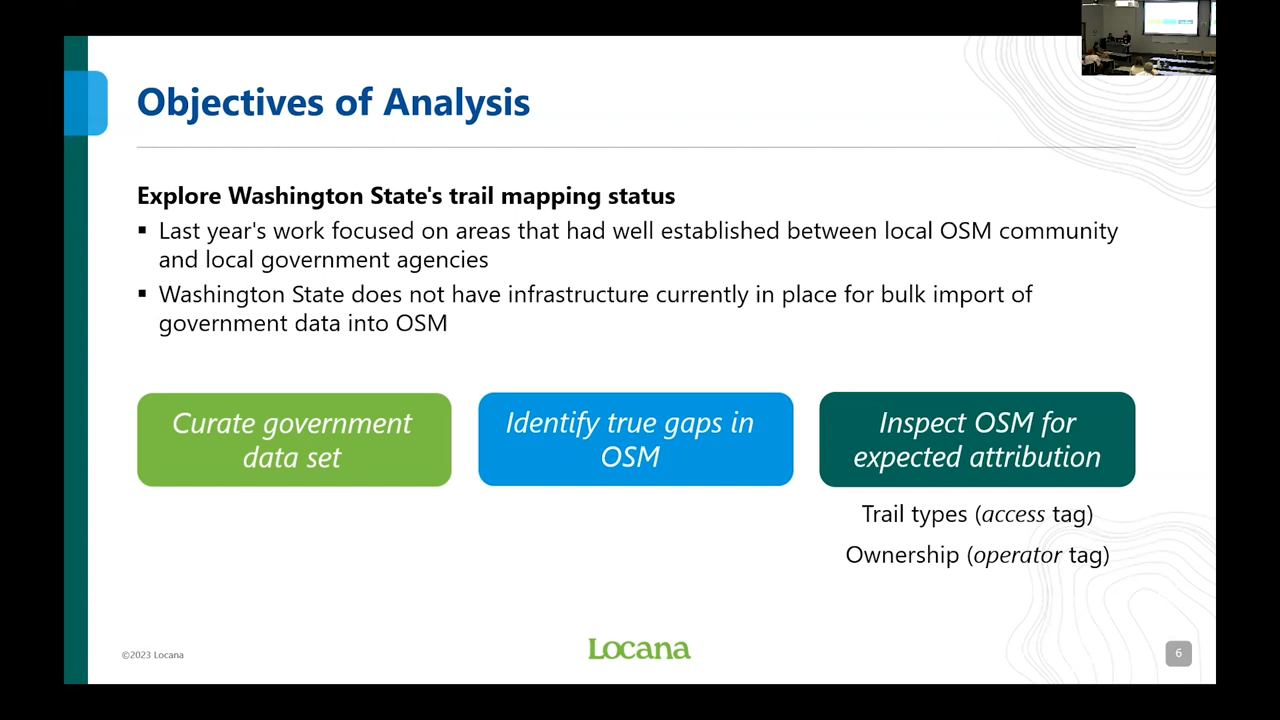 Objectives of Analysis
Explore Washington State's trail mapping status
▪ Last year's work focused on areas that had well established between local OSM community
and local government agencies
▪ Washington State does not have infrastructure currently in place for bulk import of
government data into OSM
Curate government
data set
Identify true gaps in
OSM
Inspect OSM for
expected attribution
Trail types (access tag)
Ownership (operator tag)
©2023 Locana
Locana
6